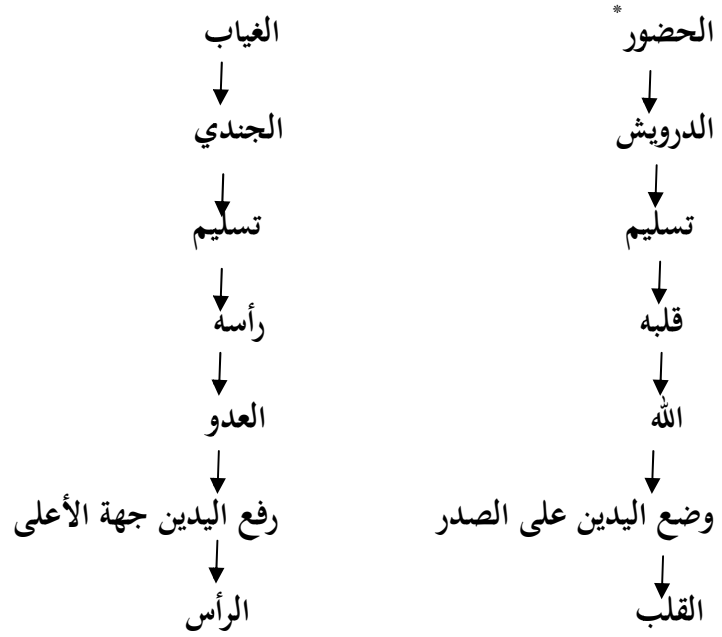 الحضور* الغياب
الدرويش الجندي
تسليم تسليم
قلبه رأسه
الله العدو
وضع اليدين على الصدر رفع اليدين جهة الأعلى
القلب الرأس